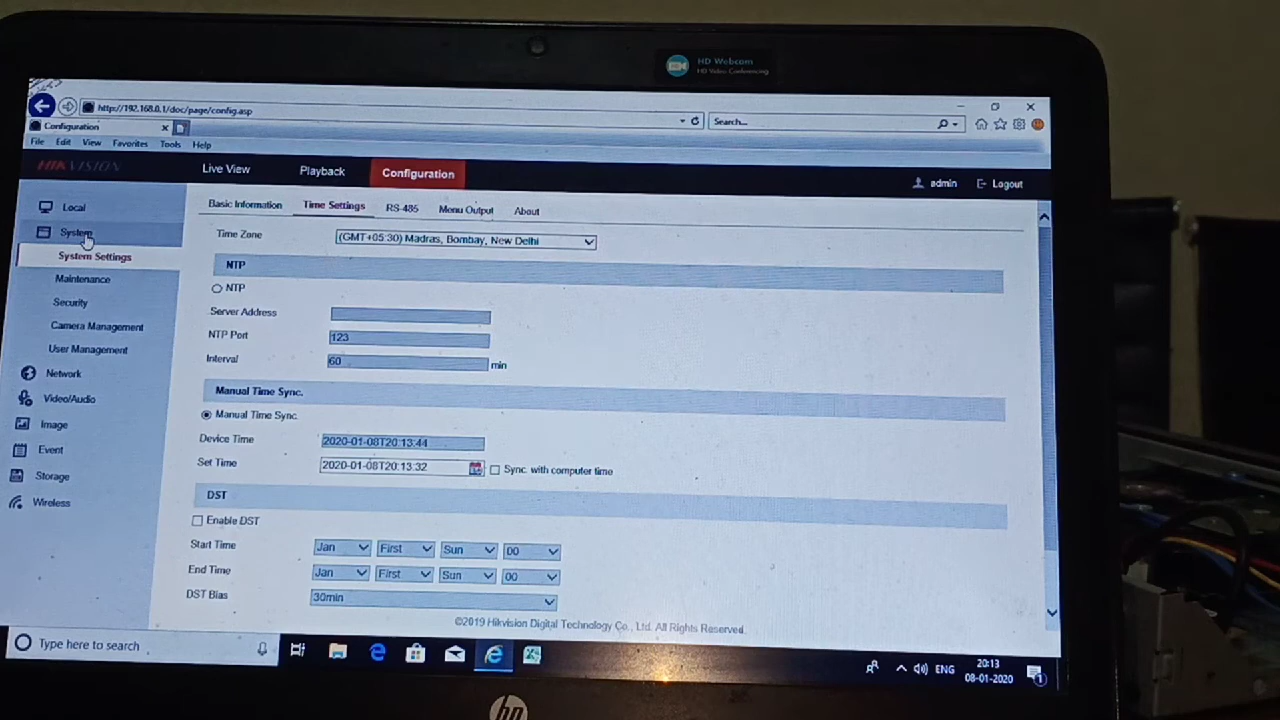 HD Webcam
HD Video Conferencing
http://192.168.0.1/doc/page/config.asp
Search...
Configuration
File Edit View Favorites Tools Help
HIKVISION
Live View Playback Configuration
admin Logout
Local
System
System Settings
Maintenance
Security
Camera Management
User Management
Network
Video/Audio
Image
Event
Storage
Wireless
Basic Information Time Settings RS-485 Menu Output About
Time Zone (GMT+05:30) Madras, Bombay, New Delhi
NTP
NTP
Server Address
NTP Port 123
Interval 60 min
Manual Time Sync.
Manual Time Sync.
Device Time 2020-01-08T20:13:44
Set Time 2020-01-08T20:13:32 Sync. with computer time
DST
Enable DST
Start Time Jan First Sun 00
End Time Jan First Sun 00
DST Bias 30min
©2019 Hikvision Digital Technology Co., Ltd. All Rights Reserved.
Type here to search
ENG
20:13
08-01-2020
1
hp